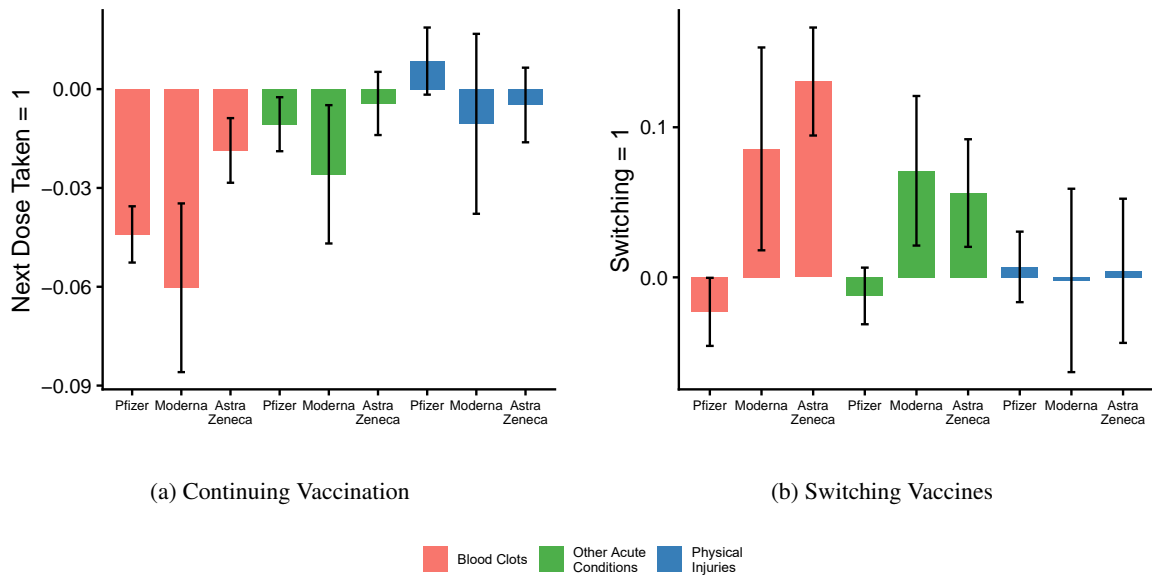 Next Dose Taken = 1
0.00
−0.03
−0.06
−0.09
Pfizer Moderna Astra Zeneca Pfizer Moderna Astra Zeneca Pfizer Moderna Astra Zeneca
(a) Continuing Vaccination
Switching = 1
0.1
0.0
Pfizer Moderna Astra Zeneca Pfizer Moderna Astra Zeneca Pfizer Moderna Astra Zeneca
(b) Switching Vaccines
Blood Clots
Other Acute
Conditions
Physical
Injuries